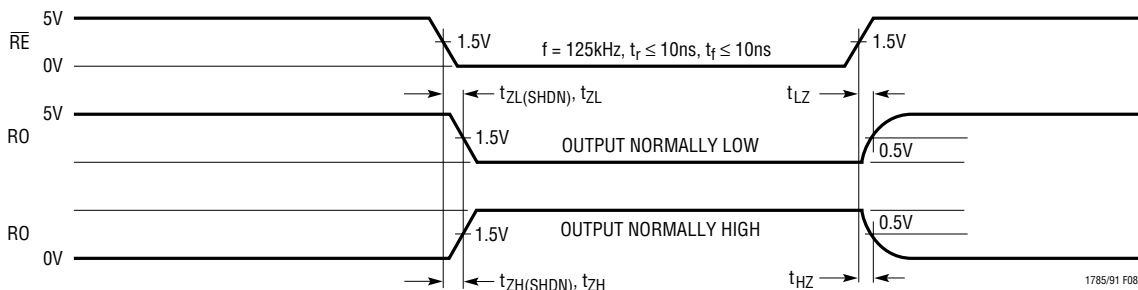 5V
RE
1.5V
f = 125kHz, tr ≤ 10ns, tf ≤ 10ns
1.5V
0V
tZL(SHDN), tZL
tLZ
5V
RO
1.5V
OUTPUT NORMALLY LOW
0.5V
0.5V
RO
1.5V
OUTPUT NORMALLY HIGH
0V
tZH(SHDN), tZH
tHZ
1785/91 F08